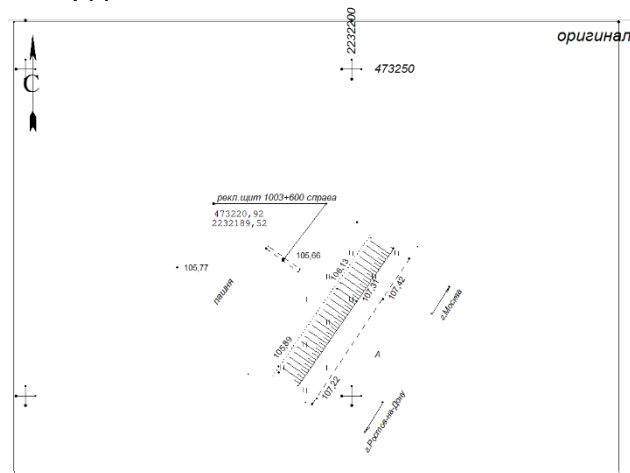 2232200
оригинал
С
473250
рекл.щит 1003+600 справа
473220,92
2232189,52
105,66
105,77
пашня
106,13
107,31
107,42
г.Москва
105,89
107,22
А
г.Ростов-на-Дону